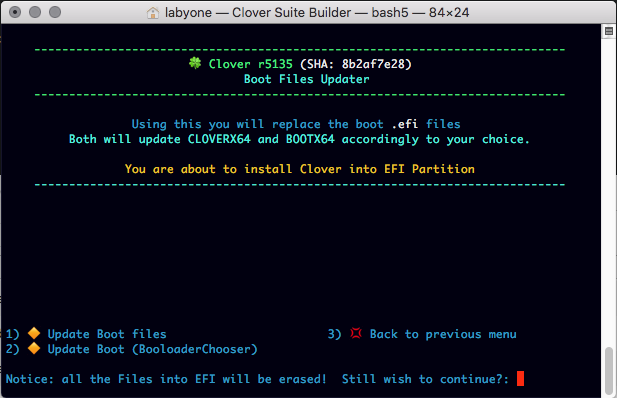 labyone — Clover Suite Builder — bash5 — 84×24
--------------------------------------------------------------------------
🍀 Clover r5135 (SHA: 8b2af7e28)
Boot Files Updater
--------------------------------------------------------------------------
Using this you will replace the boot .efi files
Both will update CLOVERX64 and BOOTX64 accordingly to your choice.
You are about to install Clover into EFI Partition
--------------------------------------------------------------------------
1) 🔶 Update Boot files 3) 💢 Back to previous menu
2) 🔶 Update Boot (BooloaderChooser)
Notice: all the Files into EFI will be erased! Still wish to continue?: